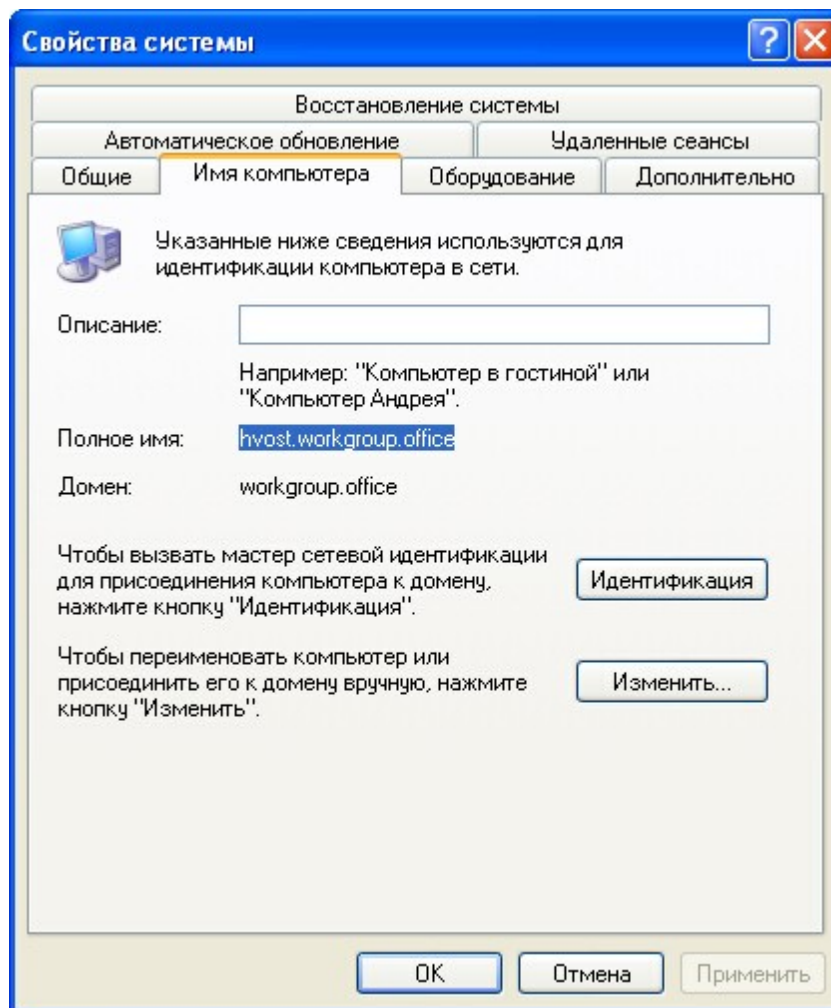 Свойства системы
Восстановление системы
Автоматическое обновление
Удаленные сеансы
Общие
Имя компьютера
Оборудование
Дополнительно
Указанные ниже сведения используются для
идентификации компьютера в сети.
Описание:
Например: "Компьютер в гостиной" или
"Компьютер Андрея".
Полное имя: hvost.workgroup.office
Домен: workgroup.office
Чтобы вызвать мастер сетевой идентификации
для присоединения компьютера к домену,
нажмите кнопку "Идентификация".
Идентификация
Чтобы переименовать компьютер или
присоединить его к домену вручную, нажмите
кнопку "Изменить".
Изменить...
OK
Отмена
Применить